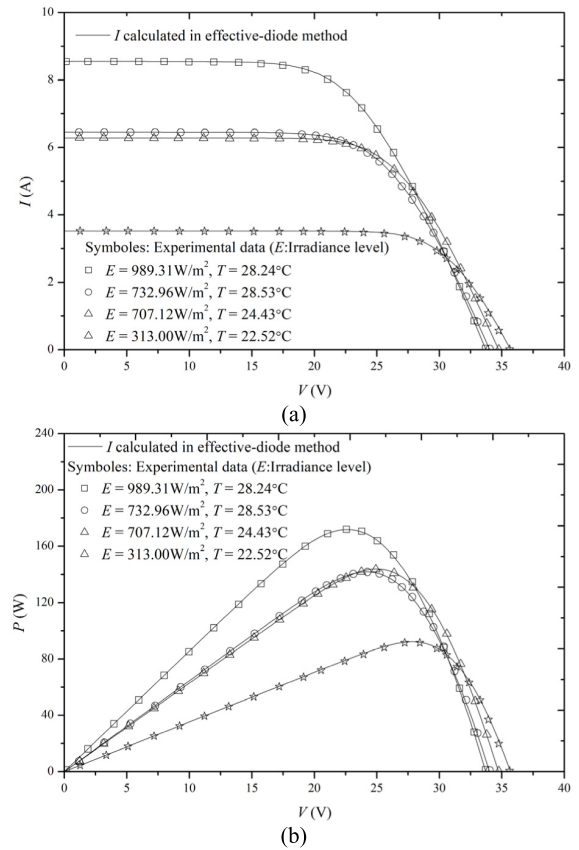 10
I calculated in effective-diode method
8
6
I (A)
4
Symboles: Experimental data (E:Irradiance level)
E = 989.31W/m², T = 28.24°C
2
E = 732.96W/m², T = 28.53°C
E = 707.12W/m², T = 24.43°C
E = 313.00W/m², T = 22.52°C
0
0 5 10 15 20 25 30 35 40
V (V)
(a)
240
I calculated in effective-diode method
Symboles: Experimental data (E:Irradiance level)
200
E = 989.31W/m², T = 28.24°C
E = 732.96W/m², T = 28.53°C
160
E = 707.12W/m², T = 24.43°C
E = 313.00W/m², T = 22.52°C
120
P (W)
80
40
0
0 5 10 15 20 25 30 35 40
V (V)
(b)